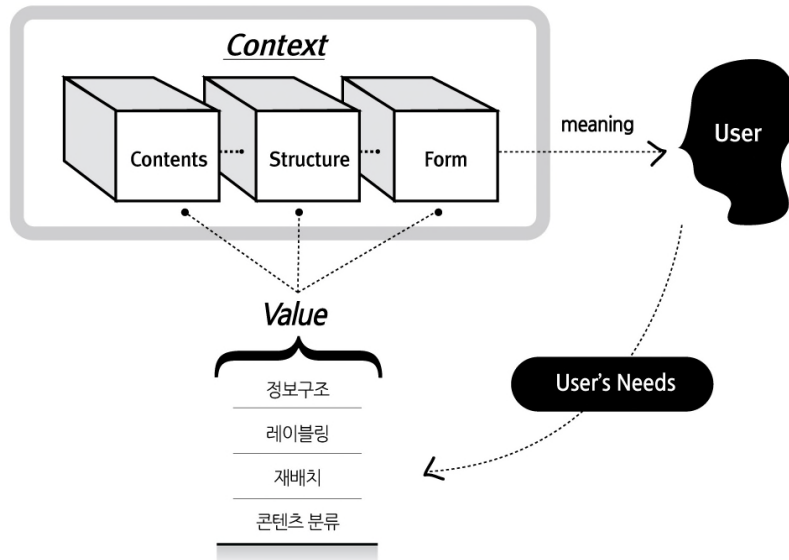 Context
Contents
Structure
Form
meaning
User
Value
User's Needs
정보구조
레이블링
재배치
콘텐츠 분류